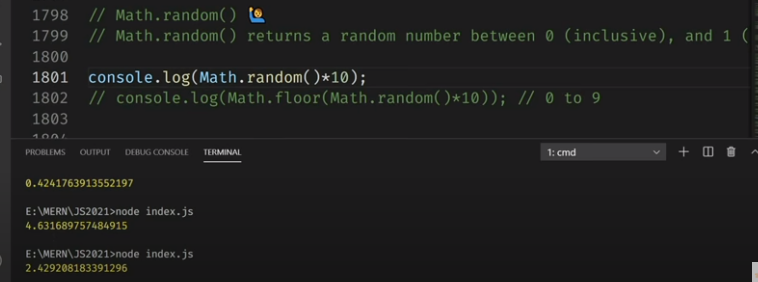 1798 // Math.random() 🙋‍♂️
1799 // Math.random() returns a random number between 0 (inclusive), and 1 (
1800
1801 console.log(Math.random()*10);
1802 // console.log(Math.floor(Math.random()*10)); // 0 to 9
1803
1804
PROBLEMS OUTPUT DEBUG CONSOLE TERMINAL 1: cmd
0.4241763913552197
E:\MERN\JS2021>node index.js
4.631689757484915
E:\MERN\JS2021>node index.js
2.429208183391296